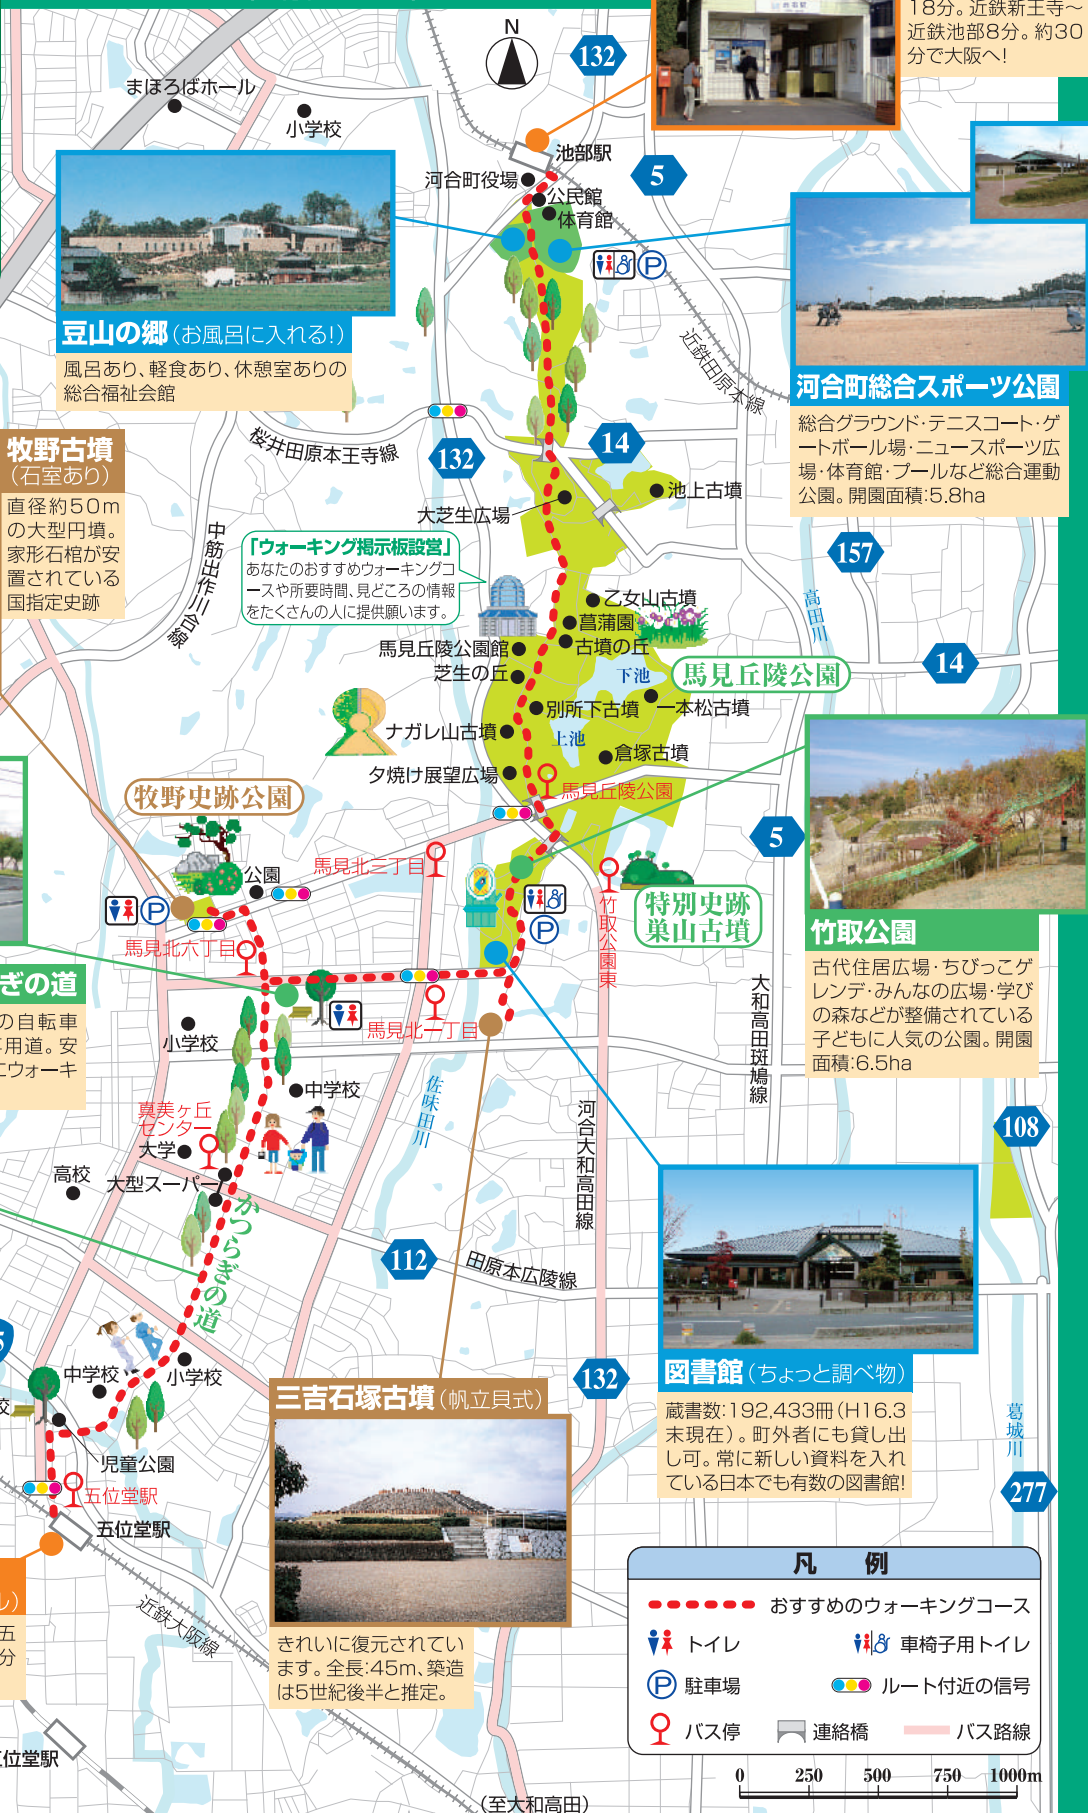 18分。近鉄新王寺〜
近鉄池部8分。約30
分で大阪へ!
N
132
まほろばホール
小学校
池部駅
河合町役場
公民館
体育館
5
P
豆山の郷(お風呂に入れる!)
風呂あり、軽食あり、休憩室ありの
総合福祉会館
近鉄田原本線
河合町総合スポーツ公園
総合グラウンド・テニスコート・ゲ
ートボール場・ニュースポーツ広
場・体育館・プールなど総合運動
公園。開園面積:5.8ha
牧野古墳
(石室あり)
直径約50m
の大型円墳。
家形石棺が安
置されている
国指定史跡
桜井田原本王寺線
132
14
池上古墳
大芝生広場
中筋出作川合線
「ウォーキング掲示板設営」
あなたのおすすめウォーキングコ
ースや所要時間、見どころの情報
をたくさんの人に提供願います。
157
高田川
乙女山古墳
菖蒲園
古墳の丘
馬見丘陵公園館
芝生の丘
下池
馬見丘陵公園
14
別所下古墳
一本松古墳
ナガレ山古墳
上池
倉塚古墳
夕焼け展望広場
馬見丘陵公園
牧野史跡公園
馬見北三丁目
公園
5
P
馬見北六丁目
P
竹取公園東
特別史跡
巣山古墳
竹取公園
古代住居広場・ちびっこゲ
レンデ・みんなの広場・学び
の森などが整備されている
子どもに人気の公園。開園
面積:6.5ha
ぎの道
の自転車
専用道。安
にウォーキ
馬見北一丁目
小学校
中学校
佐味田川
大和高田斑鳩線
河合大和高田線
真美ヶ丘
センター
大学
高校
大型スーパー
かつらぎの道
108
112
田原本広陵線
図書館(ちょっと調べ物)
蔵書数:192,433冊(H16.3
末現在)。町外者にも貸し出
し可。常に新しい資料を入れ
ている日本でも有数の図書館!
5
中学校
小学校
校
児童公園
132
三吉石塚古墳(帆立貝式)
きれいに復元されてい
ます。全長:45m、築造
は5世紀後半と推定。
葛城川
277
五位堂駅
五位堂駅
ル)
五
分
近鉄大阪線
位堂駅
(至大和高田)
凡 例
おすすめのウォーキングコース
トイレ
車椅子用トイレ
P
駐車場
ルート付近の信号
バス停
連絡橋
バス路線
0 250 500 750 1000m